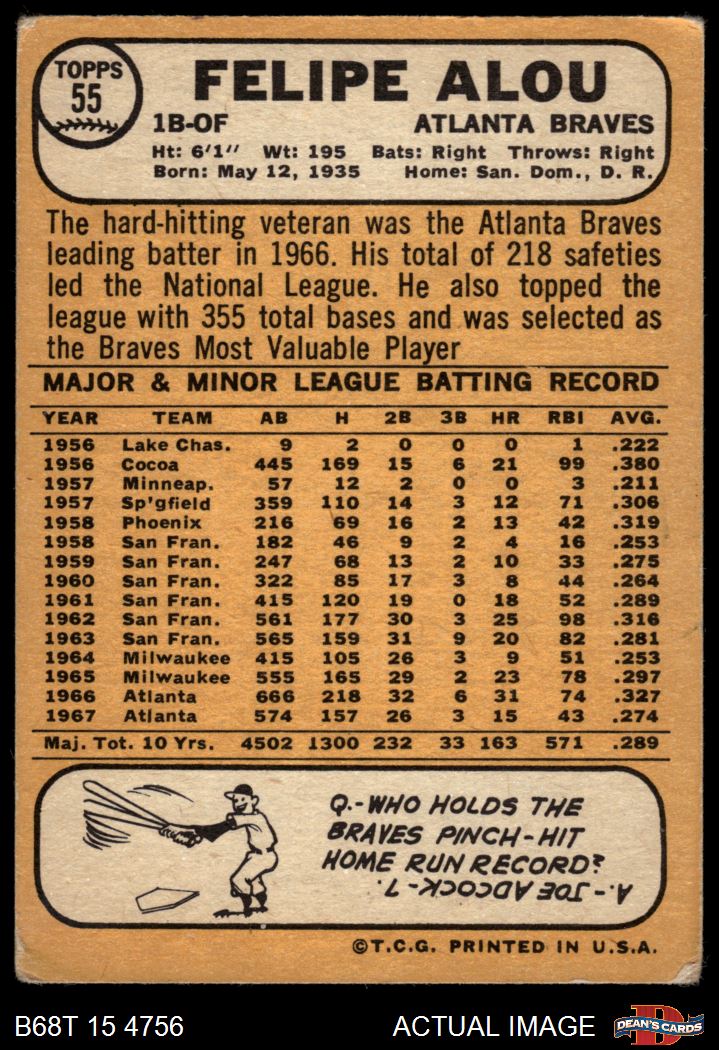 TOPPS
55
FELIPE ALOU
1B-OF ATLANTA BRAVES
Ht: 6'1" Wt: 195 Bats: Right Throws: Right
Born: May 12, 1935 Home: San. Dom., D. R.
The hard-hitting veteran was the Atlanta Braves
leading batter in 1966. His total of 218 safeties
led the National League. He also topped the
league with 355 total bases and was selected as
the Braves Most Valuable Player
MAJOR & MINOR LEAGUE BATTING RECORD
YEAR TEAM AB H 2B 3B HR RBI AVG.
1956 Lake Chas. 9 2 0 0 0 1 .222
1956 Cocoa 445 169 15 6 21 99 .380
1957 Minneap. 57 12 2 0 0 3 .211
1957 Sp'gfield 359 110 14 3 12 71 .306
1958 Phoenix 216 69 16 2 13 42 .319
1958 San Fran. 182 46 9 2 4 16 .253
1959 San Fran. 247 68 13 2 10 33 .275
1960 San Fran. 322 85 17 3 8 44 .264
1961 San Fran. 415 120 19 0 18 52 .289
1962 San Fran. 561 177 30 3 25 98 .316
1963 San Fran. 565 159 31 9 20 82 .281
1964 Milwaukee 415 105 26 3 9 51 .253
1965 Milwaukee 555 165 29 2 23 78 .297
1966 Atlanta 666 218 32 6 31 74 .327
1967 Atlanta 574 157 26 3 15 43 .274
Maj. Tot. 10 Yrs. 4502 1300 232 33 163 571 .289
Q.-WHO HOLDS THE
BRAVES PINCH-HIT
HOME RUN RECORD?
A.-JOE ADCOCK-7.
©T.C.G. PRINTED IN U.S.A.
B68T 15 4756 ACTUAL IMAGE
D
DEAN'S CARDS